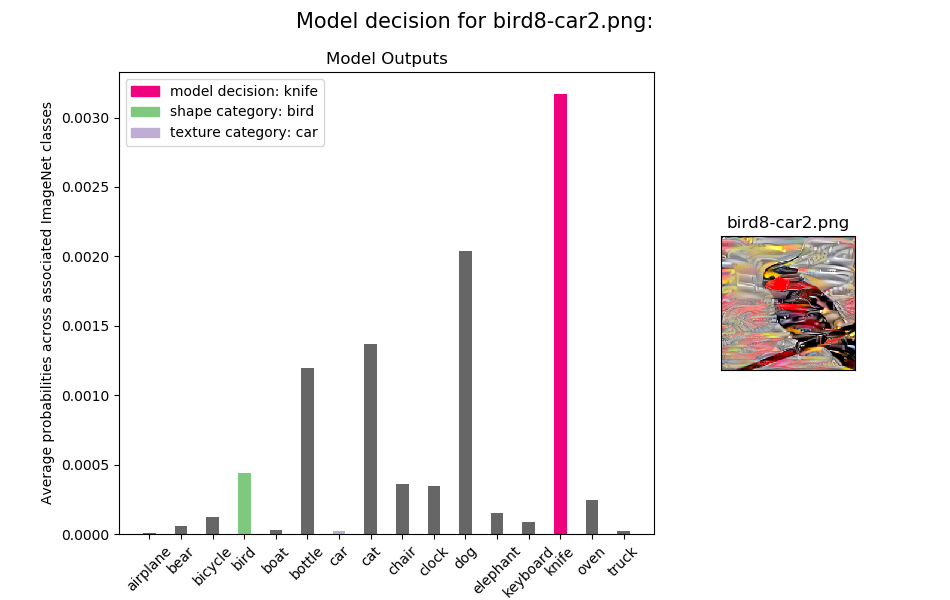 Model decision for bird8-car2.png:
Model Outputs
model decision: knife
shape category: bird
texture category: car
Average probabilities across associated ImageNet classes
0.0030
0.0025
0.0020
0.0015
0.0010
0.0005
0.0000
airplane
bear
bicycle
bird
boat
bottle
car
cat
chair
clock
dog
elephant
keyboard
knife
oven
truck
bird8-car2.png